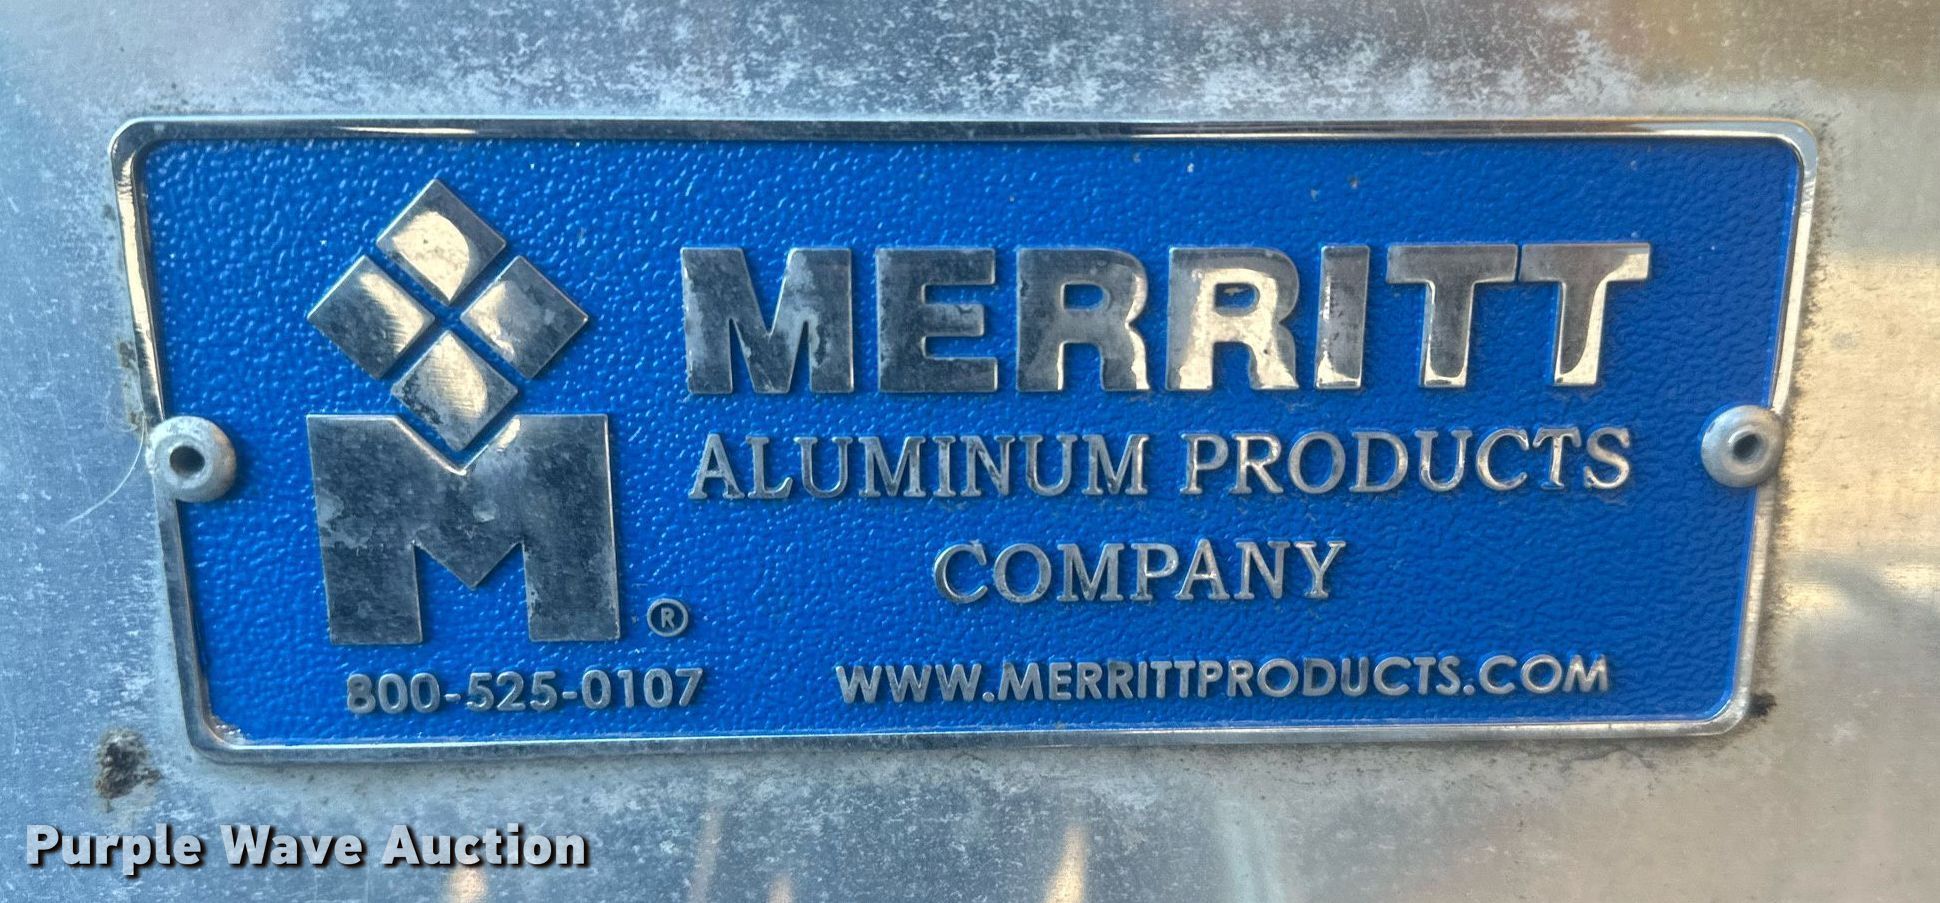 MERRITT
ALUMINUM PRODUCTS
COMPANY
M®
800-525-0107
WWW.MERRITTPRODUCTS.COM
Purple Wave Auction